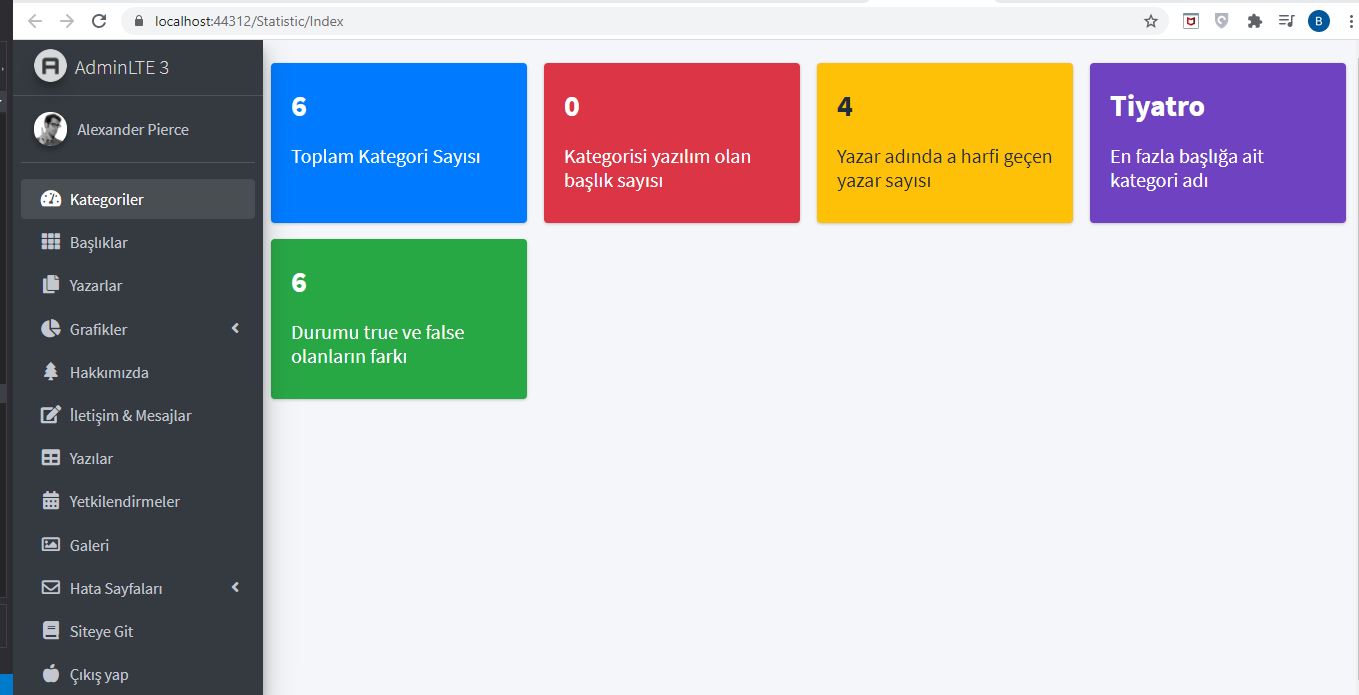 localhost:44312/Statistic/Index
B
AdminLTE 3
Alexander Pierce
Kategoriler
Başlıklar
Yazarlar
Grafikler
Hakkımızda
İletişim & Mesajlar
Yazılar
Yetkilendirmeler
Galeri
Hata Sayfaları
Siteye Git
Çıkış yap
6
Toplam Kategori Sayısı
0
Kategorisi yazılım olan
başlık sayısı
4
Yazar adında a harfi geçen
yazar sayısı
Tiyatro
En fazla başlığa ait
kategori adı
6
Durumu true ve false
olanların farkı